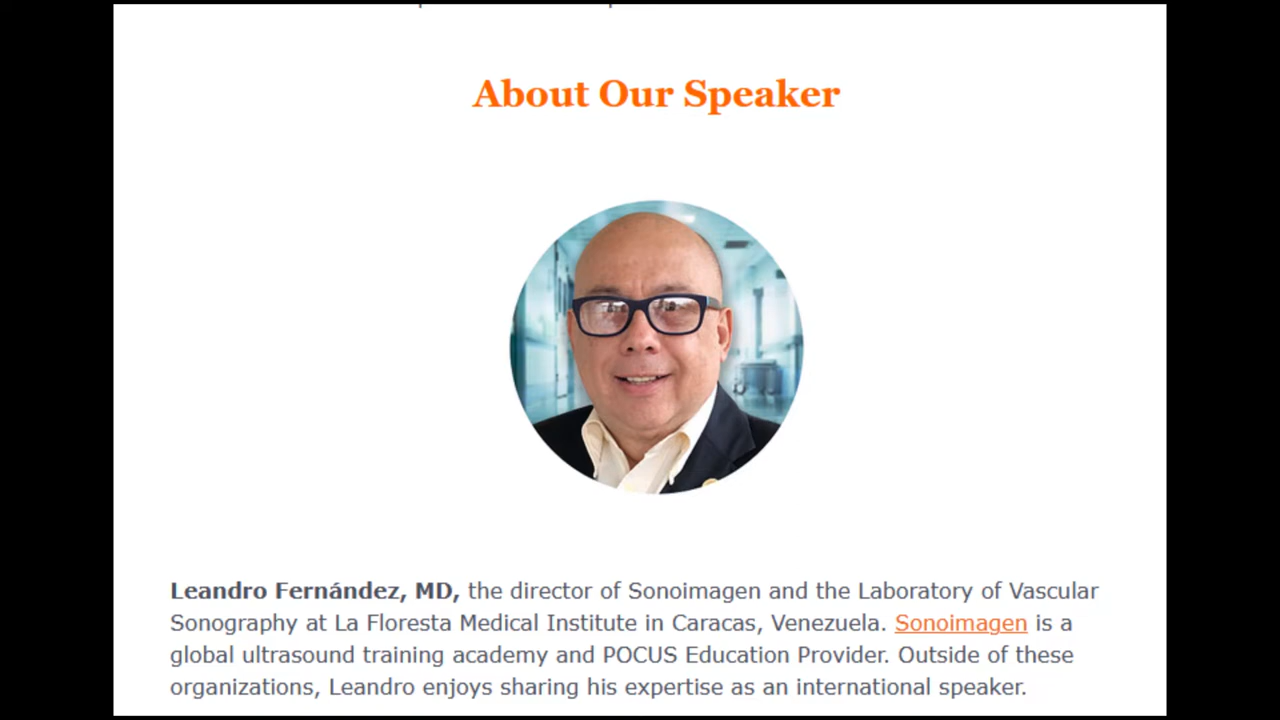 About Our Speaker
Leandro Fernández, MD, the director of Sonoimagen and the Laboratory of Vascular
Sonography at La Floresta Medical Institute in Caracas, Venezuela. Sonoimagen is a
global ultrasound training academy and POCUS Education Provider. Outside of these
organizations, Leandro enjoys sharing his expertise as an international speaker.